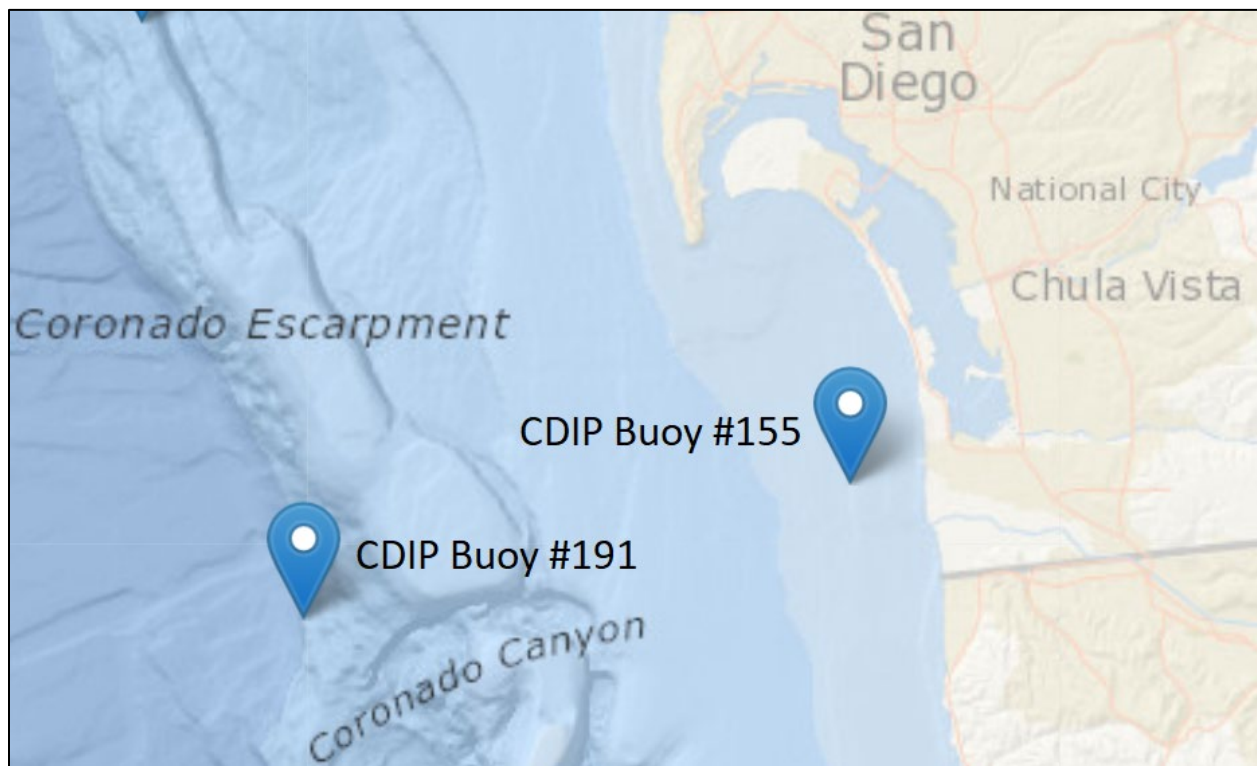 San
Diego
National City
Chula Vista
Coronado Escarpment
CDIP Buoy #155
CDIP Buoy #191
Coronado Canyon